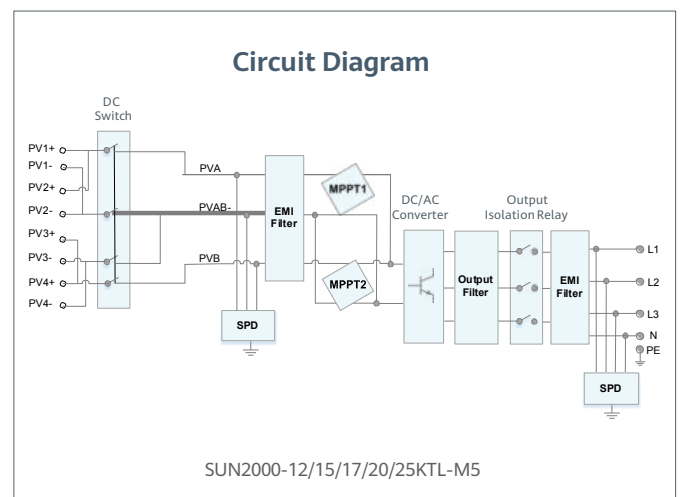 Circuit Diagram
DC
Switch
PV1+
PV1-
PV2+
PV2-
PV3+
PV3-
PV4+
PV4-
PVA
PVAB-
PVB
EMI
Filter
SPD
MPPT1
MPPT2
DC/AC
Converter
Output
Filter
Output
Isolation Relay
EMI
Filter
L1
L2
L3
N
PE
SPD
SUN2000-12/15/17/20/25KTL-M5